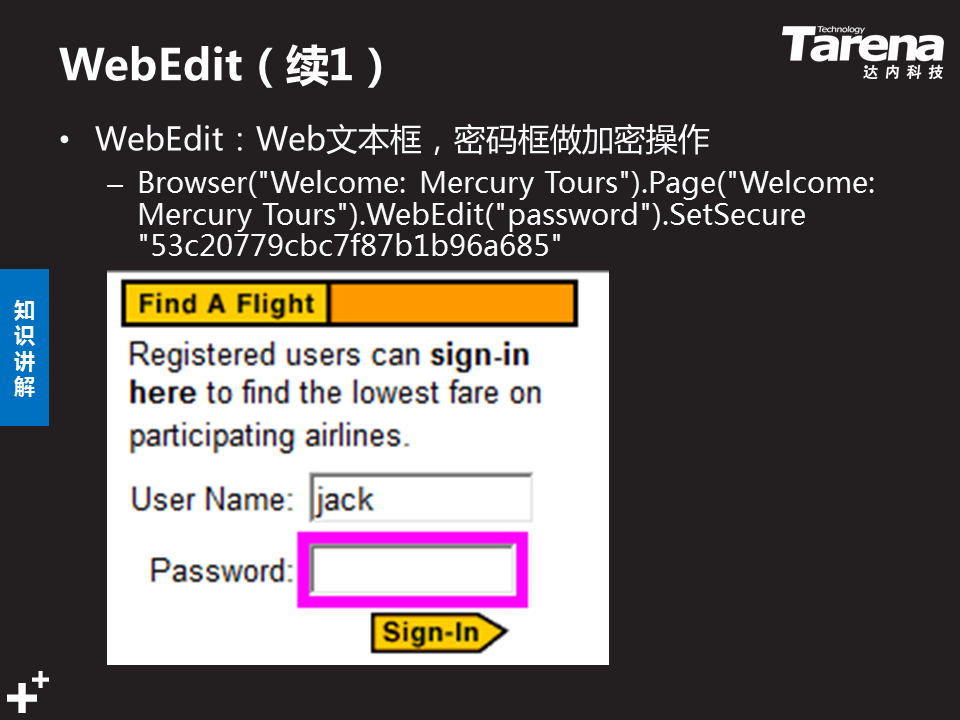 WebEdit（续1）
Technology
Tarena
达内科技
• WebEdit：Web文本框，密码框做加密操作
– Browser("Welcome: Mercury Tours").Page("Welcome:
Mercury Tours").WebEdit("password").SetSecure
"53c20779cbc7f87b1b96a685"
知
识
讲
解
Find A Flight
Registered users can sign-in
here to find the lowest fare on
participating airlines.
User Name: jack
Password:
Sign-In